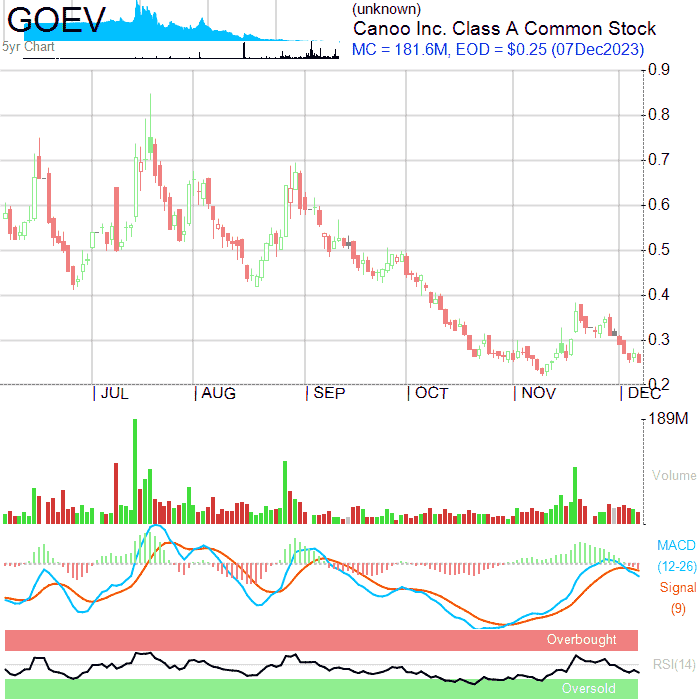 GOEV
5yr Chart
(unknown)
Canoo Inc. Class A Common Stock
MC = 181.6M, EOD = $0.25 (07Dec2023)
0.9
0.8
0.7
0.6
0.5
0.4
0.3
0.2
JUL AUG SEP OCT NOV DEC
189M
Volume
MACD
(12-26)
Signal
(9)
Overbought
RSI(14)
Oversold